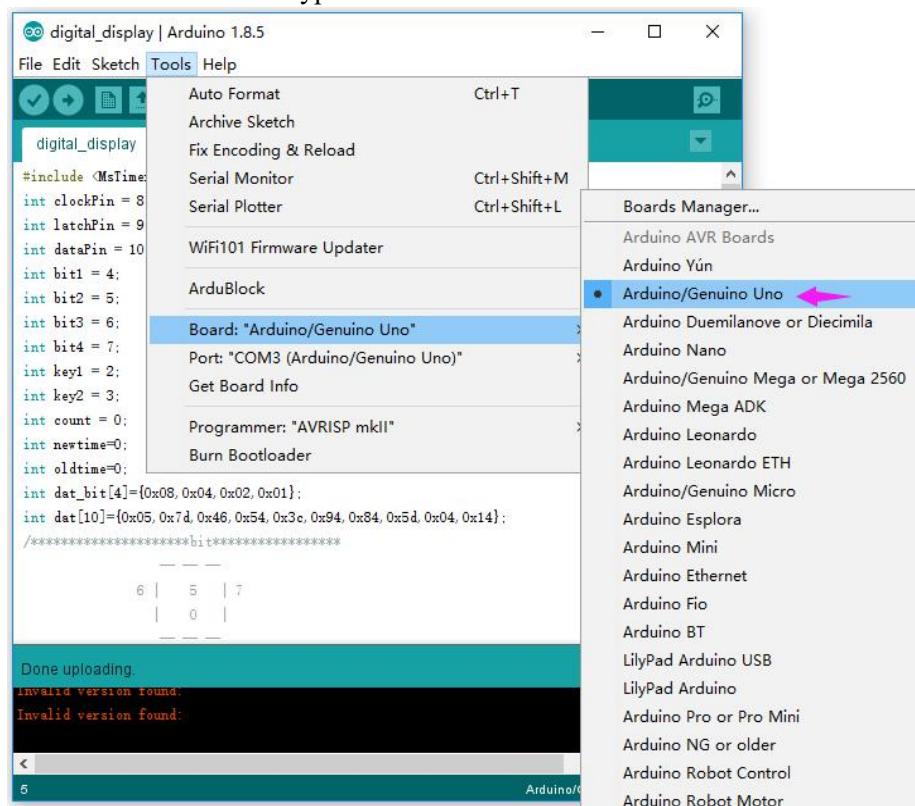 digital_display | Arduino 1.8.5
File Edit Sketch Tools Help
digital_display
#include <MsTime
int clockPin = 8
int latchPin = 9
int dataPin = 10
int bit1 = 4;
int bit2 = 5;
int bit3 = 6;
int bit4 = 7;
int key1 = 2;
int key2 = 3;
int count = 0;
int newtime=0;
int oldtime=0;
int dat_bit[4]={0x08,0x04,0x02,0x01};
int dat[10]={0x05,0x7d,0x46,0x54,0x3c,0x94,0x84,0x5d,0x04,0x14};
/*********************bit*****************
— — —
6 | 5 | 7
| 0 |
— — —
Done uploading.
Invalid version found:
Invalid version found:
5 Arduino/G
Auto Format Ctrl+T
Archive Sketch
Fix Encoding & Reload
Serial Monitor Ctrl+Shift+M
Serial Plotter Ctrl+Shift+L
WiFi101 Firmware Updater
ArduBlock
Board: "Arduino/Genuino Uno"
Port: "COM3 (Arduino/Genuino Uno)"
Get Board Info
Programmer: "AVRISP mkII"
Burn Bootloader
Boards Manager...
Arduino AVR Boards
Arduino Yún
Arduino/Genuino Uno
Arduino Duemilanove or Diecimila
Arduino Nano
Arduino/Genuino Mega or Mega 2560
Arduino Mega ADK
Arduino Leonardo
Arduino Leonardo ETH
Arduino/Genuino Micro
Arduino Esplora
Arduino Mini
Arduino Ethernet
Arduino Fio
Arduino BT
LilyPad Arduino USB
LilyPad Arduino
Arduino Pro or Pro Mini
Arduino NG or older
Arduino Robot Control
Arduino Robot Motor